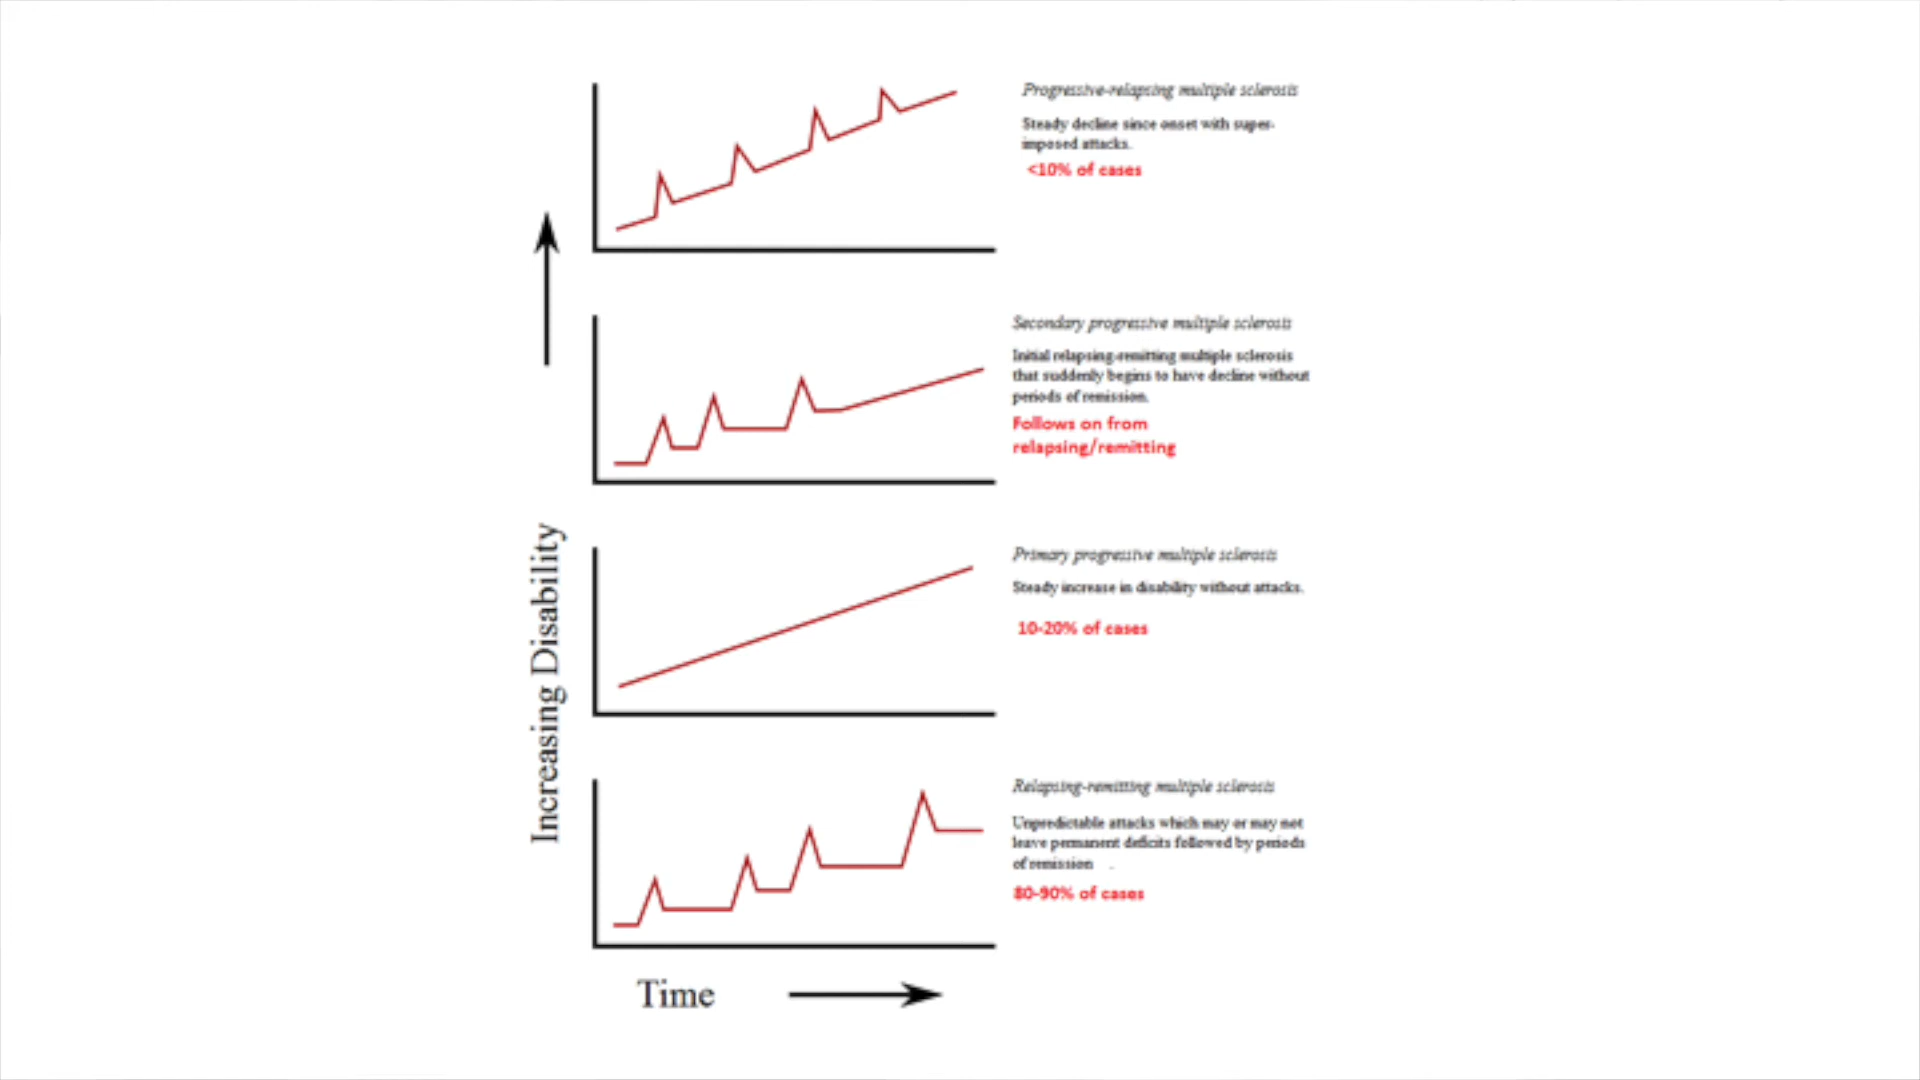 Progressive-relapsing multiple sclerosis
Steady decline since onset with super-
imposed attacks.
<10% of cases
Secondary progressive multiple sclerosis
Initial relapsing-remitting multiple sclerosis
that suddenly begins to have decline without
periods of remission.
Follows on from
relapsing/remitting
Primary progressive multiple sclerosis
Steady increase in disability without attacks.
10-20% of cases
Relapsing-remitting multiple sclerosis
Unpredictable attacks which may or may not
leave permanent deficits followed by periods
of remission .
80-90% of cases
Increasing Disability
Time